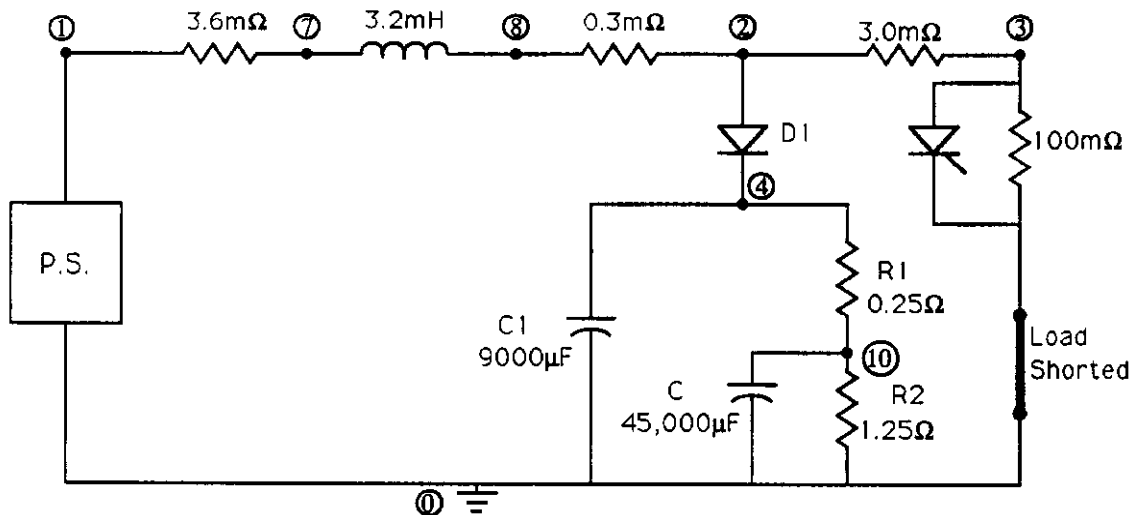 ① 3.6mΩ ⑦ 3.2mH ⑧ 0.3mΩ ② 3.0mΩ ③
D1
100mΩ
④
P.S.
R1
0.25Ω
C1
9000µF
⑩
Load
Shorted
C
45,000µF
R2
1.25Ω
⓪